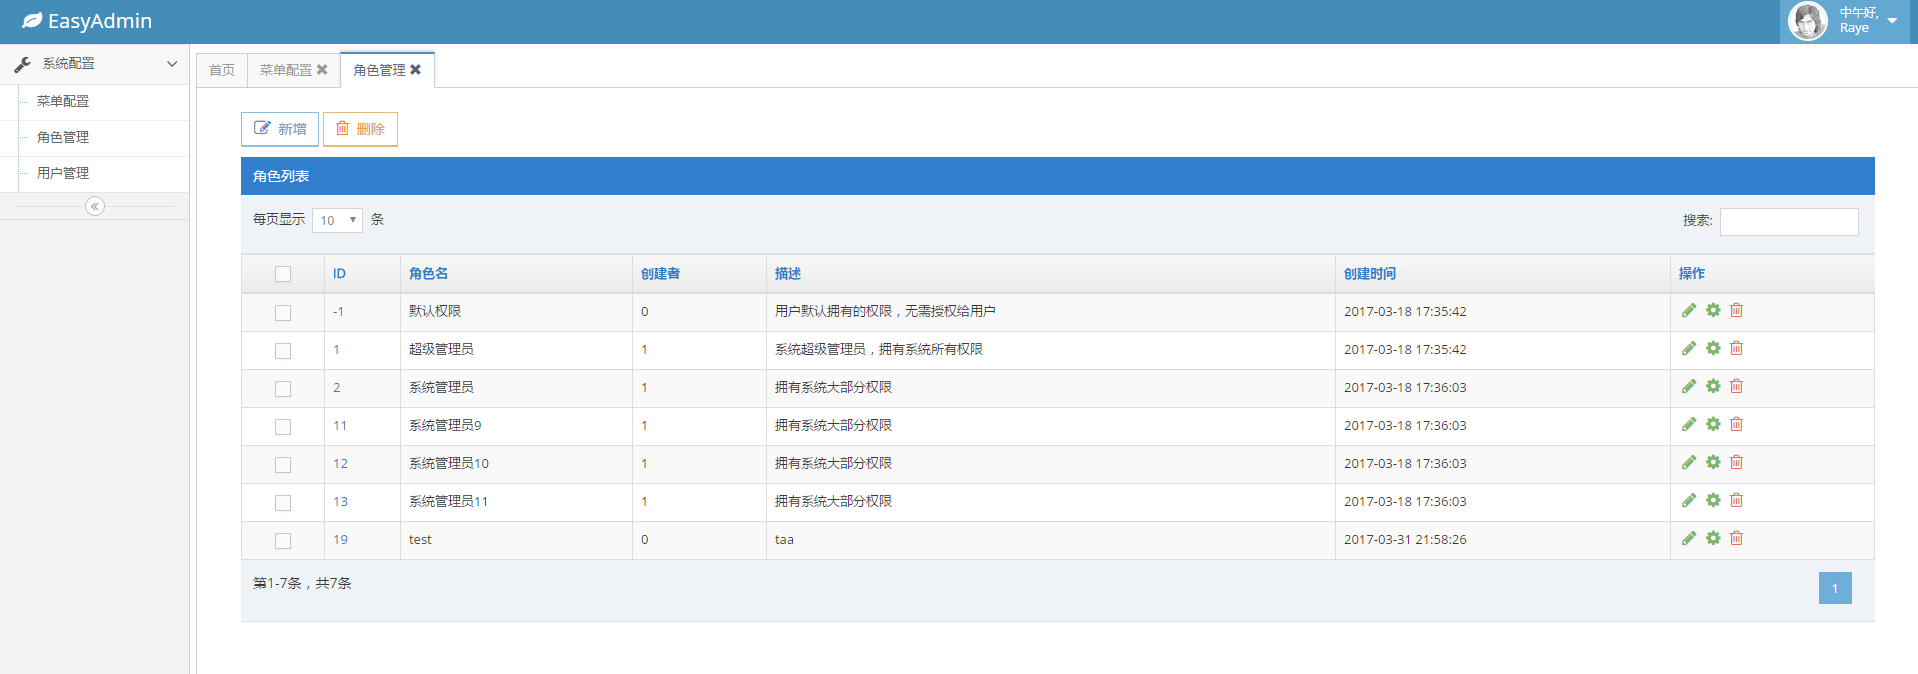 EasyAdmin
中午好,
Raye
系统配置
菜单配置
角色管理
用户管理
首页 菜单配置 角色管理
新增 删除
角色列表
每页显示 10 条 搜索:
ID 角色名 创建者 描述 创建时间 操作
-1 默认权限 0 用户默认拥有的权限，无需授权给用户 2017-03-18 17:35:42
1 超级管理员 1 系统超级管理员，拥有系统所有权限 2017-03-18 17:35:42
2 系统管理员 1 拥有系统大部分权限 2017-03-18 17:36:03
11 系统管理员9 1 拥有系统大部分权限 2017-03-18 17:36:03
12 系统管理员10 1 拥有系统大部分权限 2017-03-18 17:36:03
13 系统管理员11 1 拥有系统大部分权限 2017-03-18 17:36:03
19 test 0 taa 2017-03-31 21:58:26
第1-7条，共7条 1